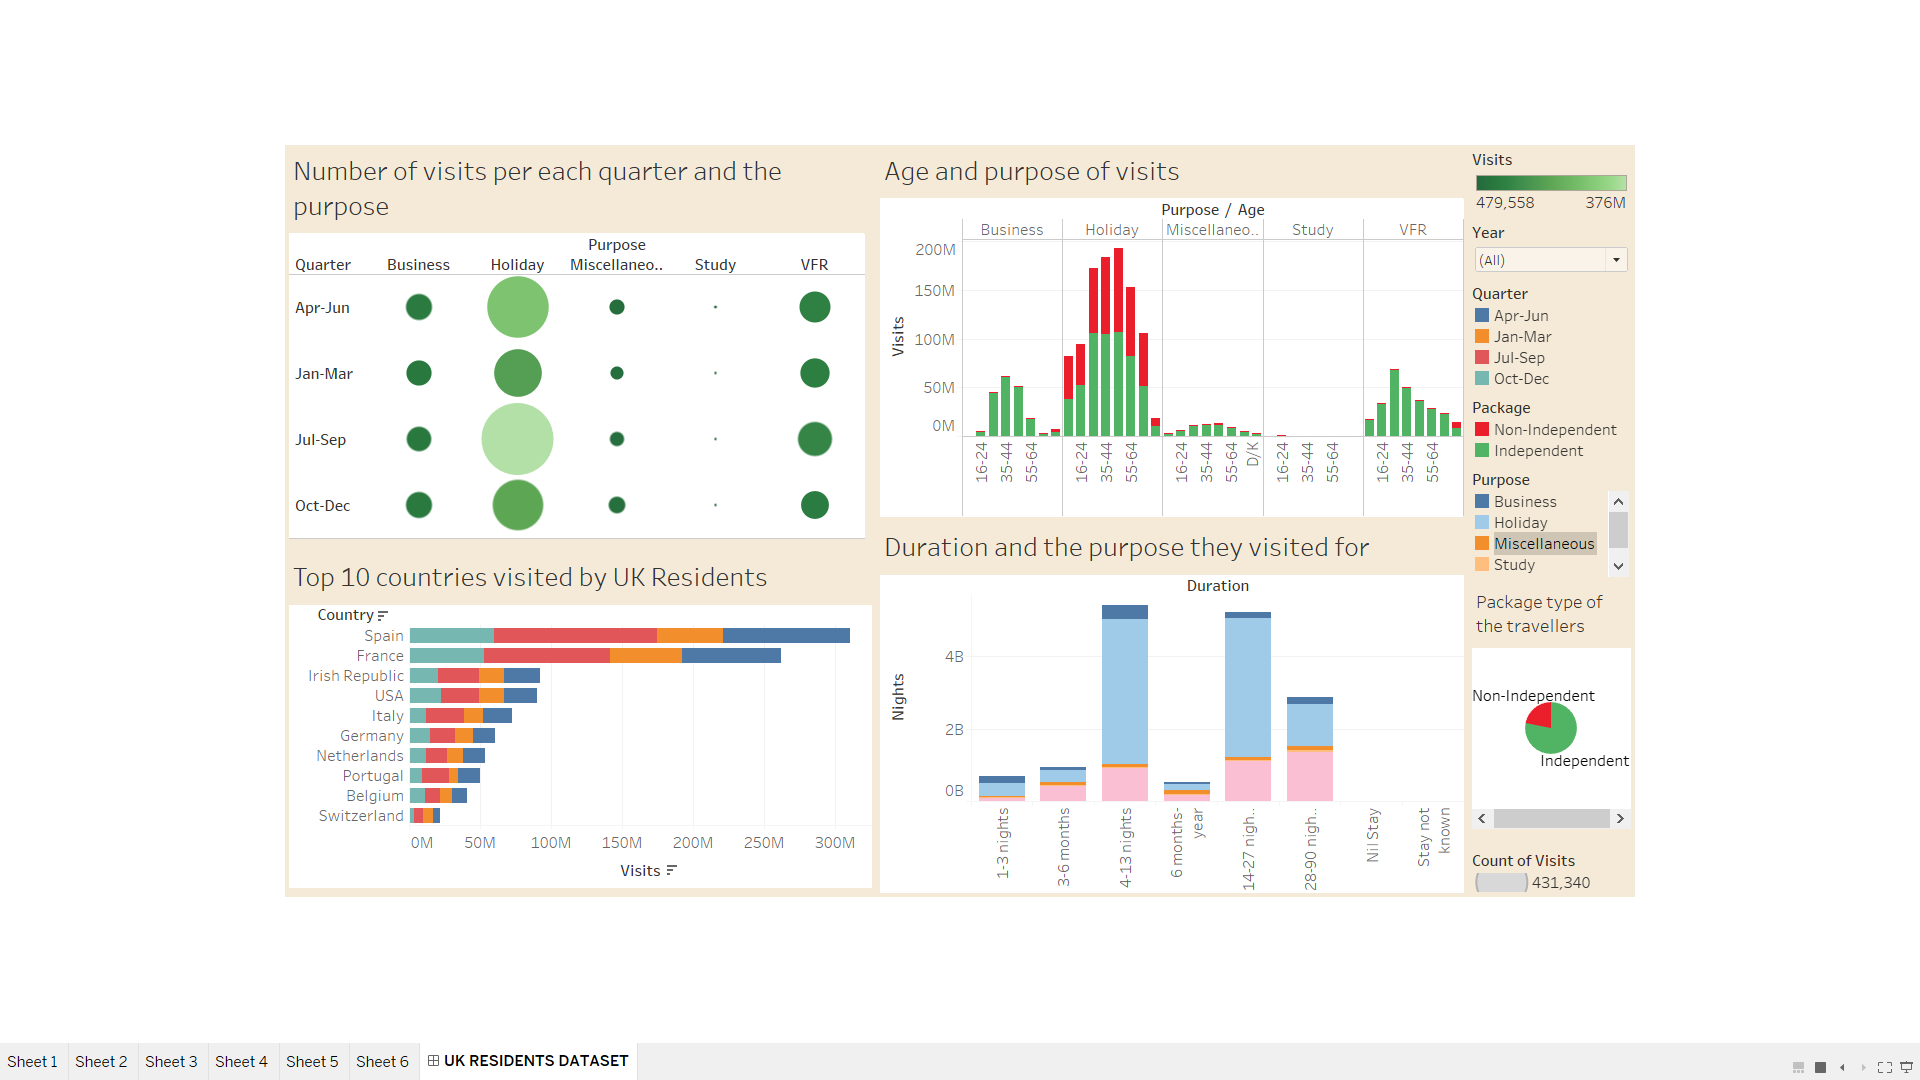 Number of visits per each quarter and the
purpose
Purpose
Quarter Business Holiday Miscellaneo.. Study VFR
Apr-Jun
Jan-Mar
Jul-Sep
Oct-Dec
Top 10 countries visited by UK Residents
Country
Spain
France
Irish Republic
USA
Italy
Germany
Netherlands
Portugal
Belgium
Switzerland
0M 50M 100M 150M 200M 250M 300M
Visits
Age and purpose of visits
Purpose / Age
Business Holiday Miscellaneo.. Study VFR
200M
150M
100M
50M
0M
Visits
16-24 35-44 55-64 16-24 35-44 55-64 16-24 35-44 55-64 D/K 16-24 35-44 55-64 16-24 35-44 55-64
Duration and the purpose they visited for
Duration
4B
2B
0B
Nights
1-3 nights
3-6 months
4-13 nights
6 months-
year
14-27 nigh..
28-90 nigh..
Nil Stay
Stay not
known
Visits
479,558 376M
Year
(All)
Quarter
Apr-Jun
Jan-Mar
Jul-Sep
Oct-Dec
Package
Non-Independent
Independent
Purpose
Business
Holiday
Miscellaneous
Study
Package type of
the travellers
Non-Independent
Independent
Count of Visits
431,340
Sheet 1 Sheet 2 Sheet 3 Sheet 4 Sheet 5 Sheet 6 UK RESIDENTS DATASET